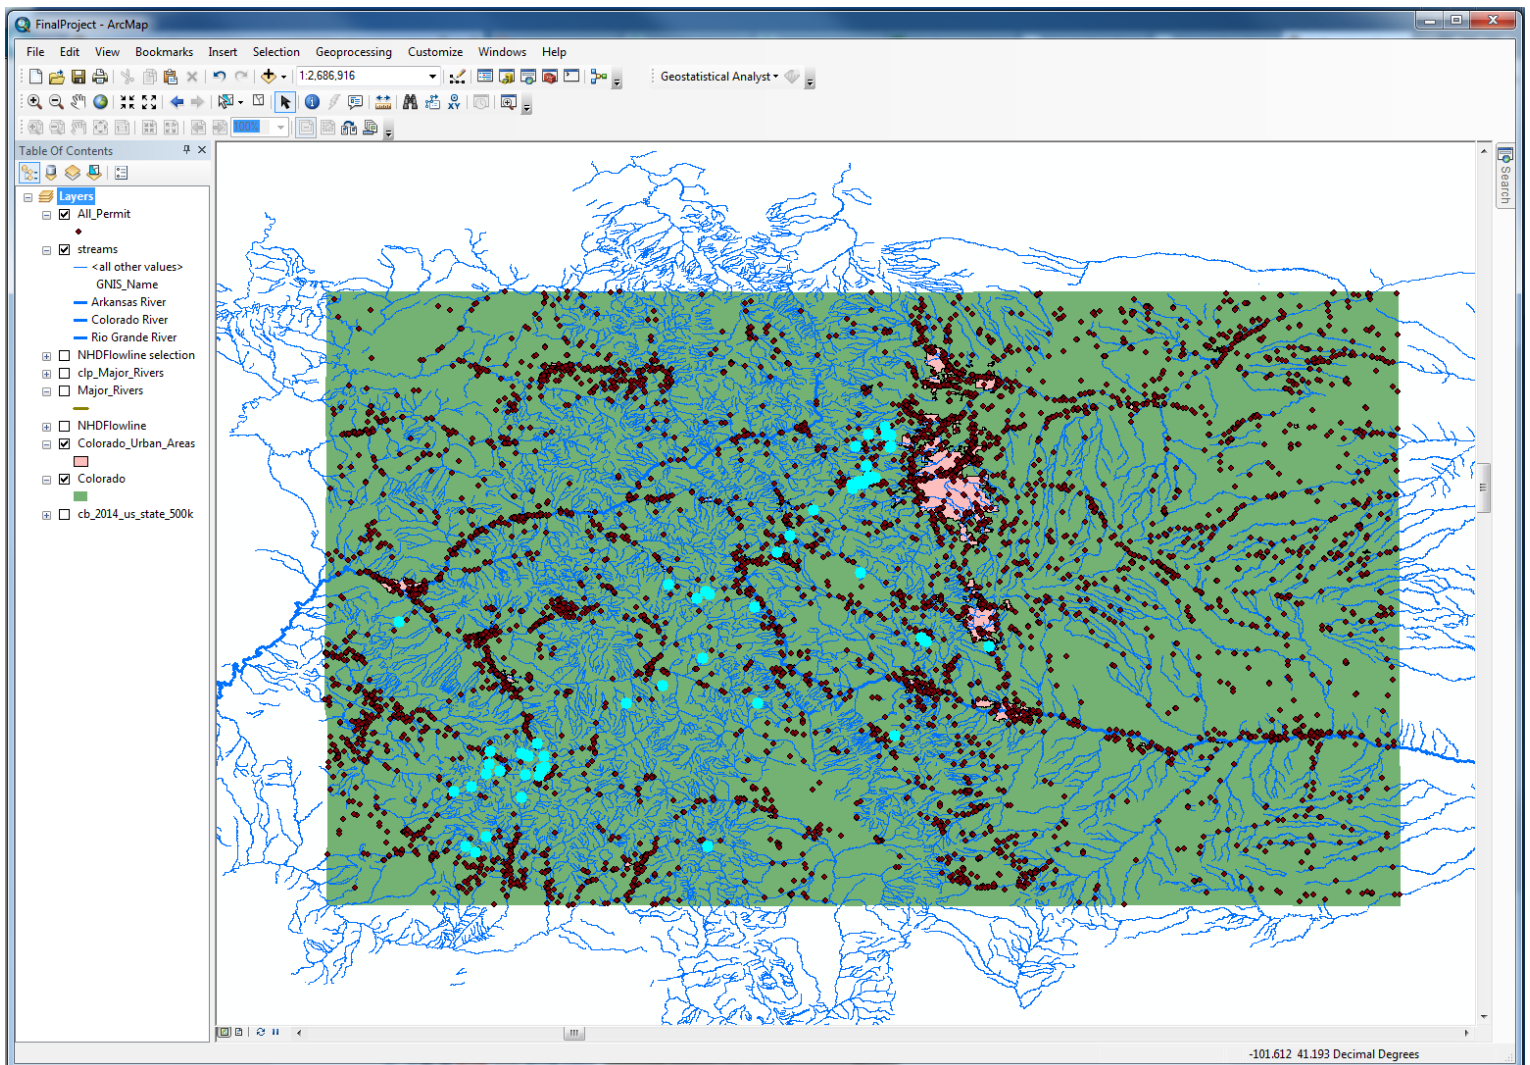 FinalProject - ArcMap
File Edit View Bookmarks Insert Selection Geoprocessing Customize Windows Help
1:2,686,916
Geostatistical Analyst
XY
100%
Table Of Contents
Layers
All_Permit
streams
<all other values>
GNIS_Name
Arkansas River
Colorado River
Rio Grande River
NHDFlowline selection
clp_Major_Rivers
Major_Rivers
NHDFlowline
Colorado_Urban_Areas
Colorado
cb_2014_us_state_500k
Search
-101.612 41.193 Decimal Degrees